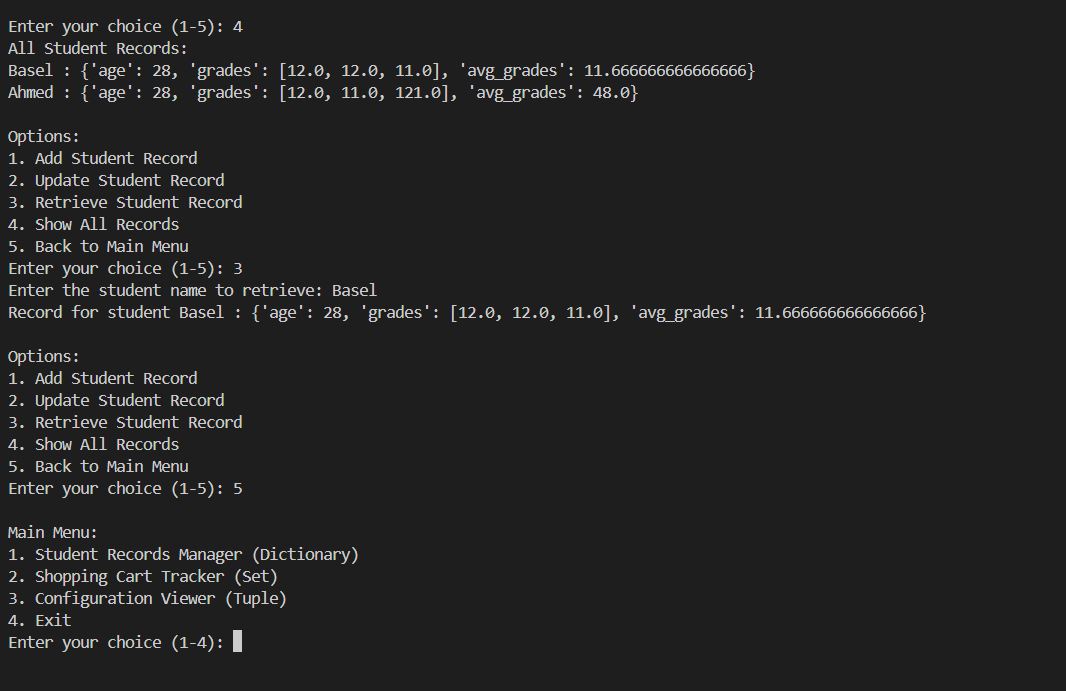 Enter your choice (1-5): 4
All Student Records:
Basel : {'age': 28, 'grades': [12.0, 12.0, 11.0], 'avg_grades': 11.666666666666666}
Ahmed : {'age': 28, 'grades': [12.0, 11.0, 121.0], 'avg_grades': 48.0}

Options:
1. Add Student Record
2. Update Student Record
3. Retrieve Student Record
4. Show All Records
5. Back to Main Menu
Enter your choice (1-5): 3
Enter the student name to retrieve: Basel
Record for student Basel : {'age': 28, 'grades': [12.0, 12.0, 11.0], 'avg_grades': 11.666666666666666}

Options:
1. Add Student Record
2. Update Student Record
3. Retrieve Student Record
4. Show All Records
5. Back to Main Menu
Enter your choice (1-5): 5

Main Menu:
1. Student Records Manager (Dictionary)
2. Shopping Cart Tracker (Set)
3. Configuration Viewer (Tuple)
4. Exit
Enter your choice (1-4):